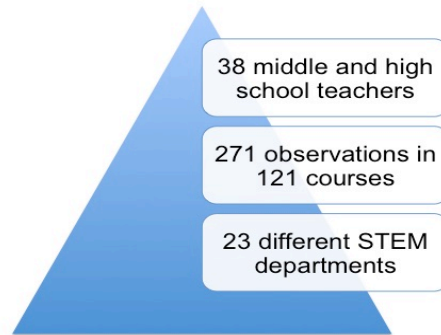 38 middle and high
school teachers
271 observations in
121 courses
23 different STEM
departments